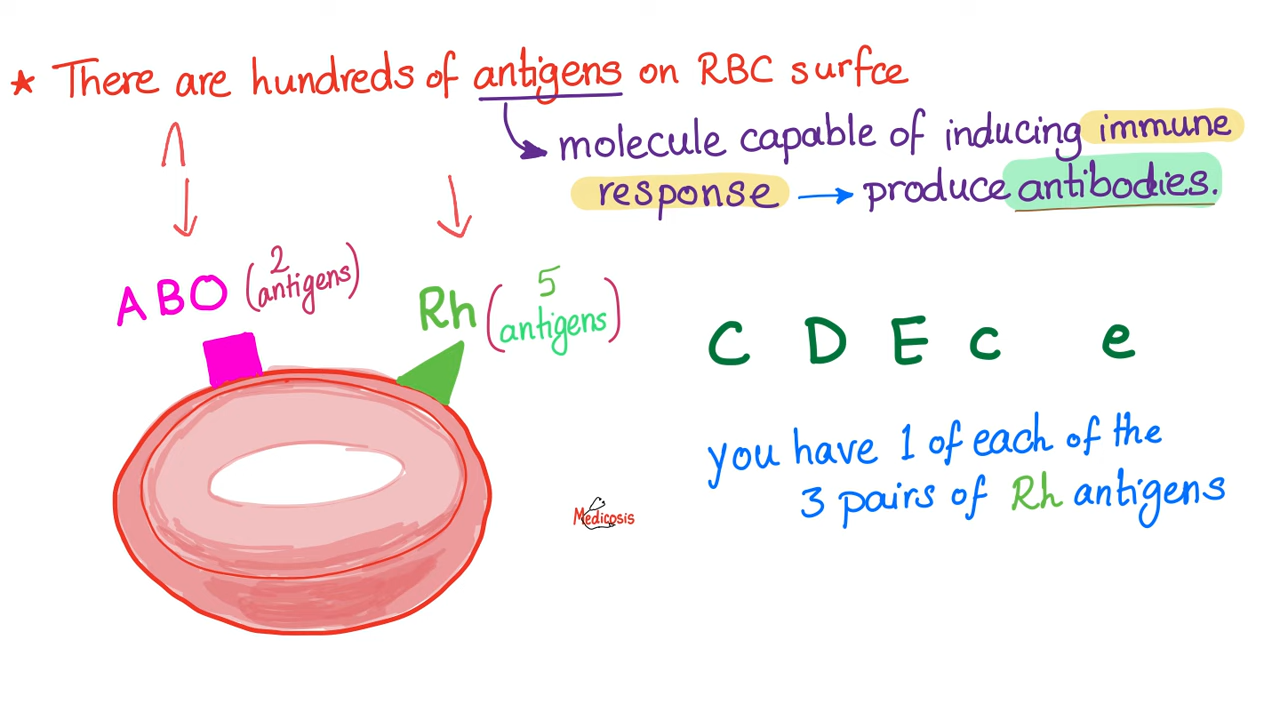 ★ There are hundreds of antigens on RBC surfce
molecule capable of inducing immune
response → produce antibodies.
ABO (2 antigens)
Rh (5 antigens)
C D E c e
you have 1 of each of the
3 pairs of Rh antigens
Medicosis